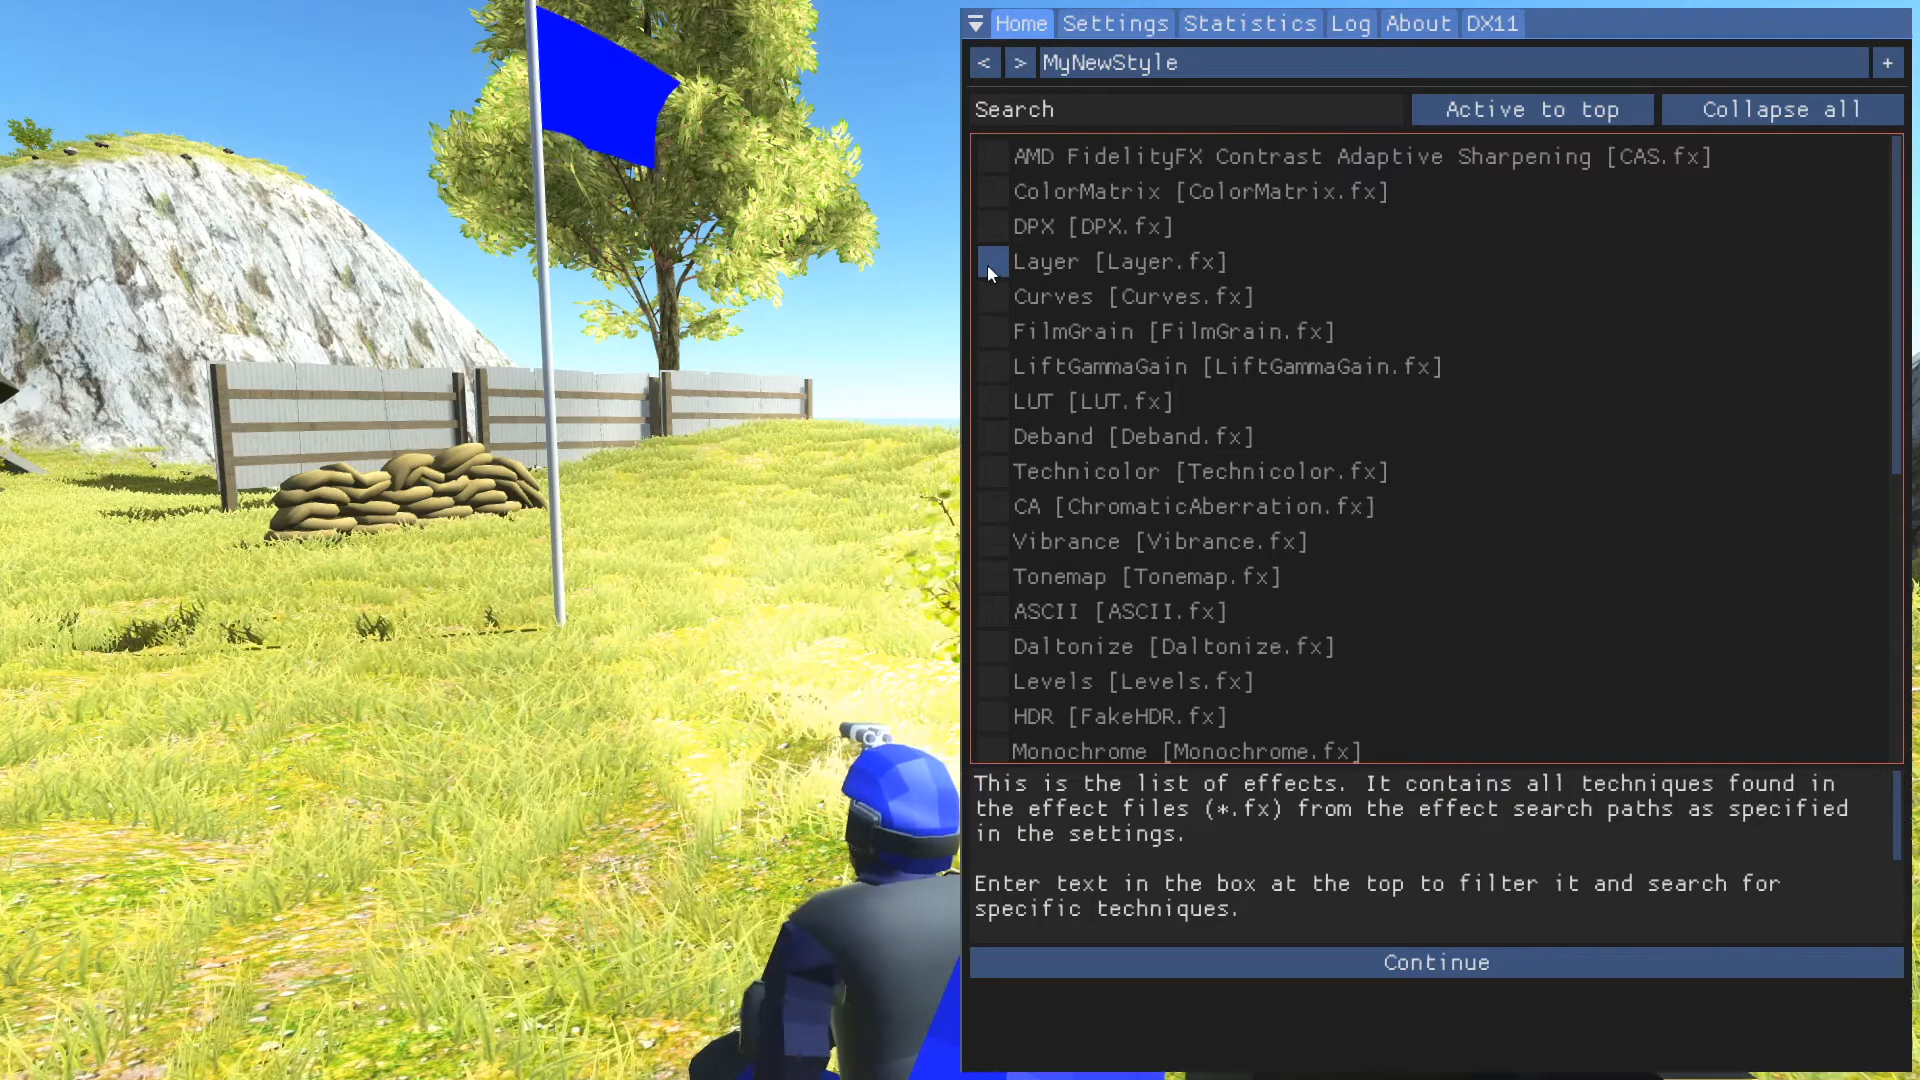 Home Settings Statistics Log About DX11
< > MyNewStyle +
Search Active to top Collapse all
AMD FidelityFX Contrast Adaptive Sharpening [CAS.fx]
ColorMatrix [ColorMatrix.fx]
DPX [DPX.fx]
Layer [Layer.fx]
Curves [Curves.fx]
FilmGrain [FilmGrain.fx]
LiftGammaGain [LiftGammaGain.fx]
LUT [LUT.fx]
Deband [Deband.fx]
Technicolor [Technicolor.fx]
CA [ChromaticAberration.fx]
Vibrance [Vibrance.fx]
Tonemap [Tonemap.fx]
ASCII [ASCII.fx]
Daltonize [Daltonize.fx]
Levels [Levels.fx]
HDR [FakeHDR.fx]
Monochrome [Monochrome.fx]
This is the list of effects. It contains all techniques found in
the effect files (*.fx) from the effect search paths as specified
in the settings.
Enter text in the box at the top to filter it and search for
specific techniques.
Continue